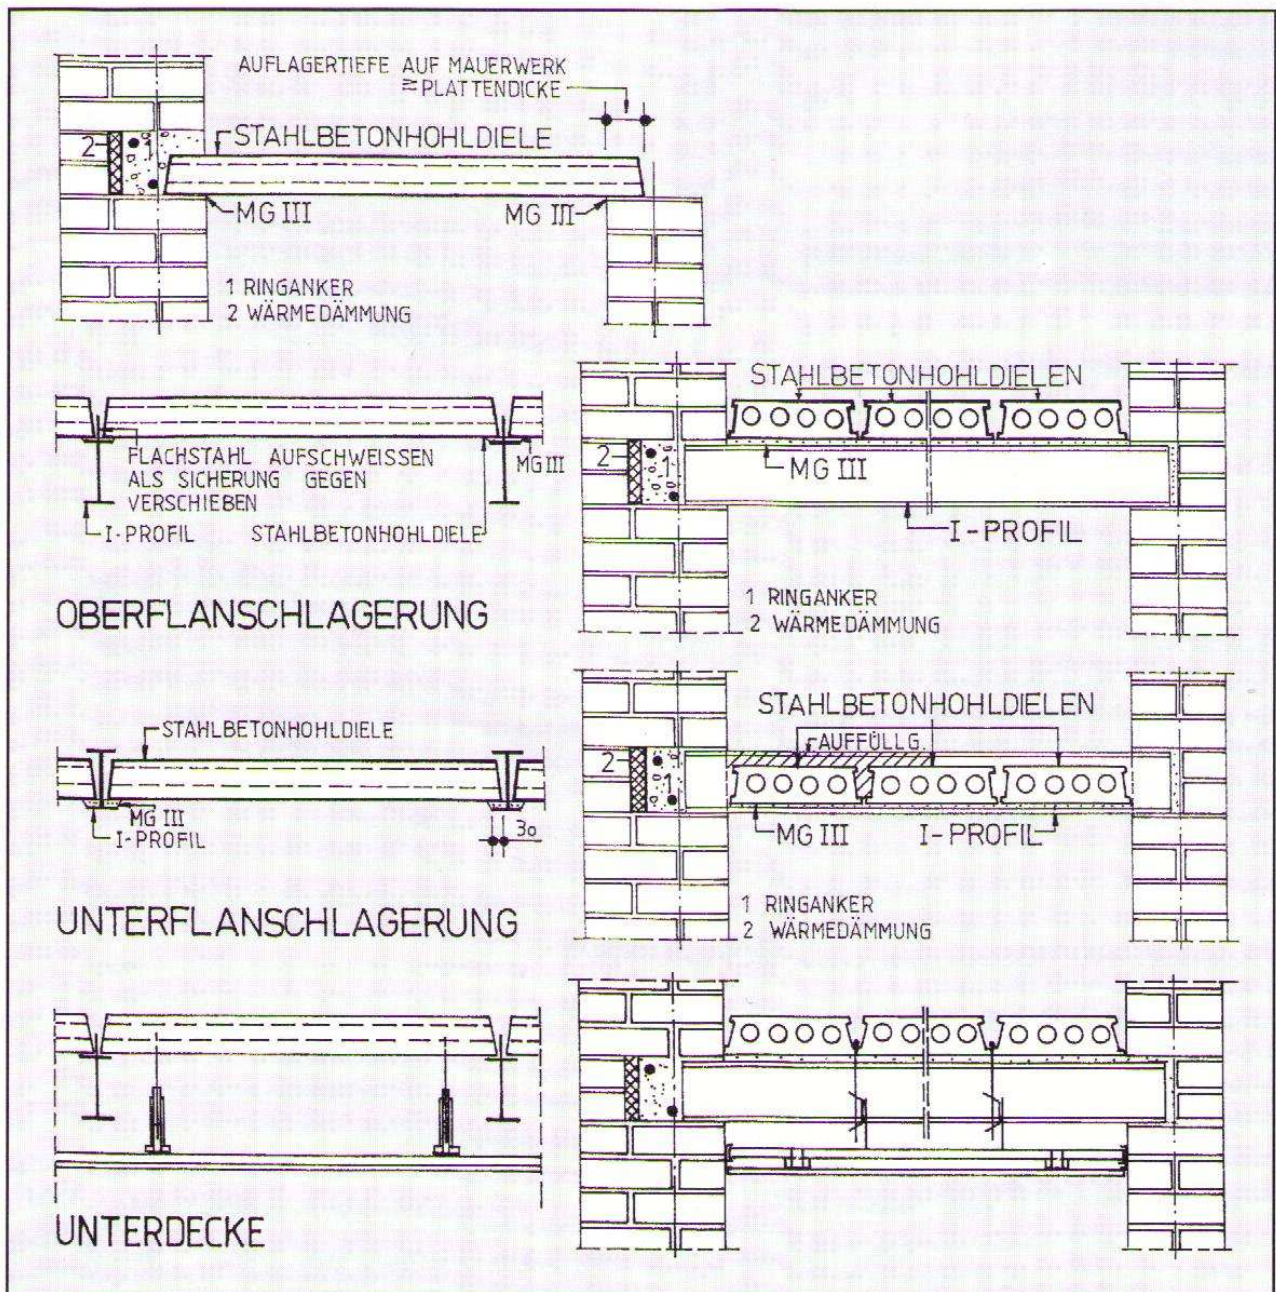 AUFLAGERTIEFE AUF MAUERWERK
≥PLATTENDICKE
2
1
STAHLBETONHOHLDIELE
MG III
MG III
1 RINGANKER
2 WÄRMEDÄMMUNG
FLACHSTAHL AUFSCHWEISSEN
ALS SICHERUNG GEGEN
VERSCHIEBEN
MG III
I-PROFIL
STAHLBETONHOHLDIELE
OBERFLANSCHLAGERUNG
STAHLBETONHOHLDIELEN
2
1
MG III
I-PROFIL
1 RINGANKER
2 WÄRMEDÄMMUNG
STAHLBETONHOHLDIELE
MG III
I-PROFIL
30
UNTERFLANSCHLAGERUNG
STAHLBETONHOHLDIELEN
AUFFÜLLG.
2
1
MG III
I-PROFIL
1 RINGANKER
2 WÄRMEDÄMMUNG
UNTERDECKE